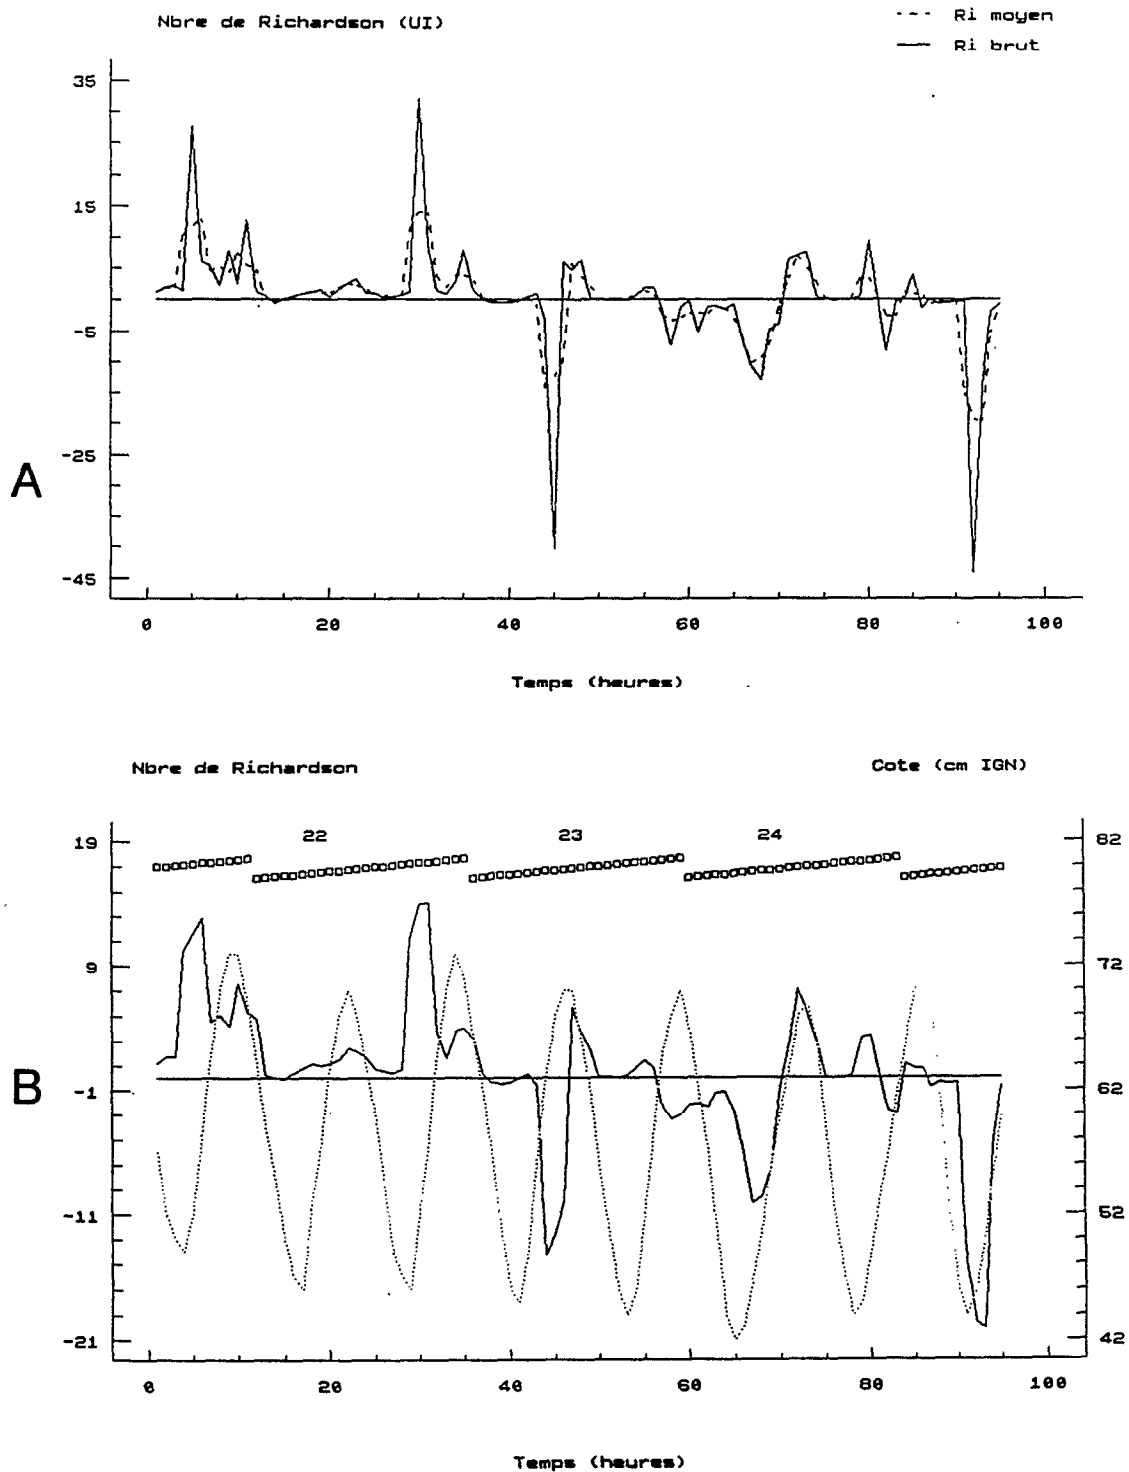 Nbre de Richardson (UI)
Ri moyen
Ri brut
35
15
-5
-25
-45
A
0 20 40 60 80 100
Temps (heures)
Nbre de Richardson
Cote (cm IGN)
22 23 24
19 82
9 72
-1 62
B
-11 52
-21 42
0 20 40 60 80 100
Temps (heures)